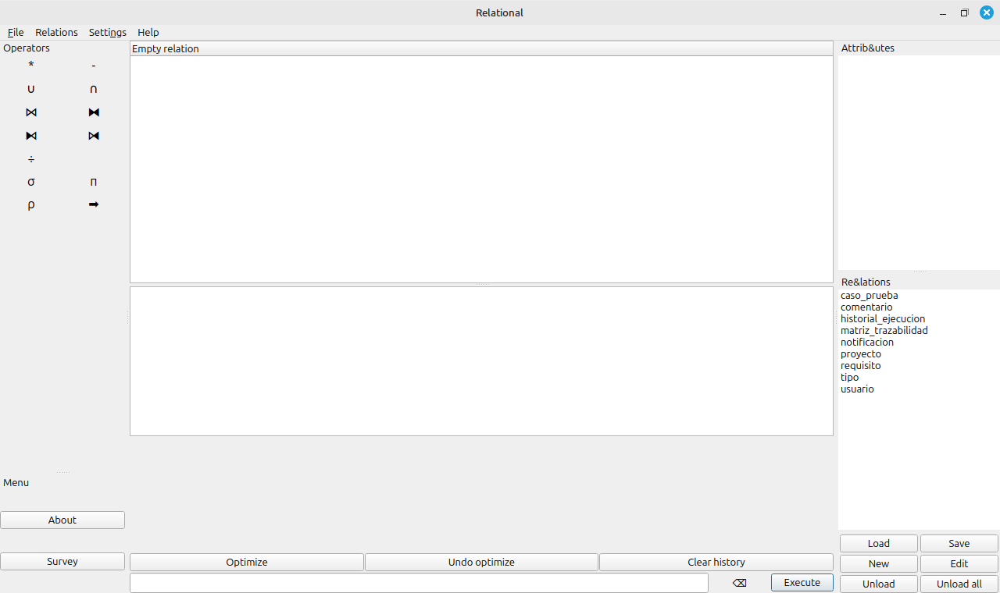 Relational
File Relations Settings Help
Operators
* -
∪ ∩
⋈ ⧓
⧑ ⧒
÷
σ π
ρ ➡
Menu
About
Survey
Empty relation
Optimize Undo optimize Clear history
⌫ Execute
Attrib&utes
Re&lations
caso_prueba
comentario
historial_ejecucion
matriz_trazabilidad
notificacion
proyecto
requisito
tipo
usuario
Load Save
New Edit
Unload Unload all